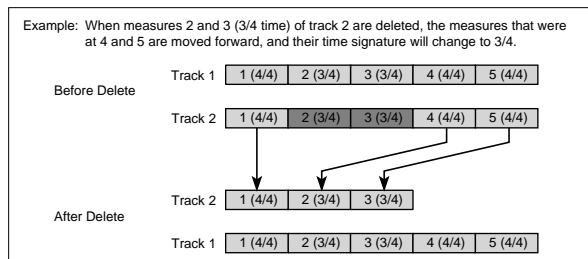 Example: When measures 2 and 3 (3/4 time) of track 2 are deleted, the measures that were
at 4 and 5 are moved forward, and their time signature will change to 3/4.
Track 1 1 (4/4) 2 (3/4) 3 (3/4) 4 (4/4) 5 (4/4)
Before Delete
Track 2 1 (4/4) 2 (3/4) 3 (3/4) 4 (4/4) 5 (4/4)
Track 2 1 (4/4) 2 (3/4) 3 (3/4)
After Delete
Track 1 1 (4/4) 2 (3/4) 3 (3/4) 4 (4/4) 5 (4/4)